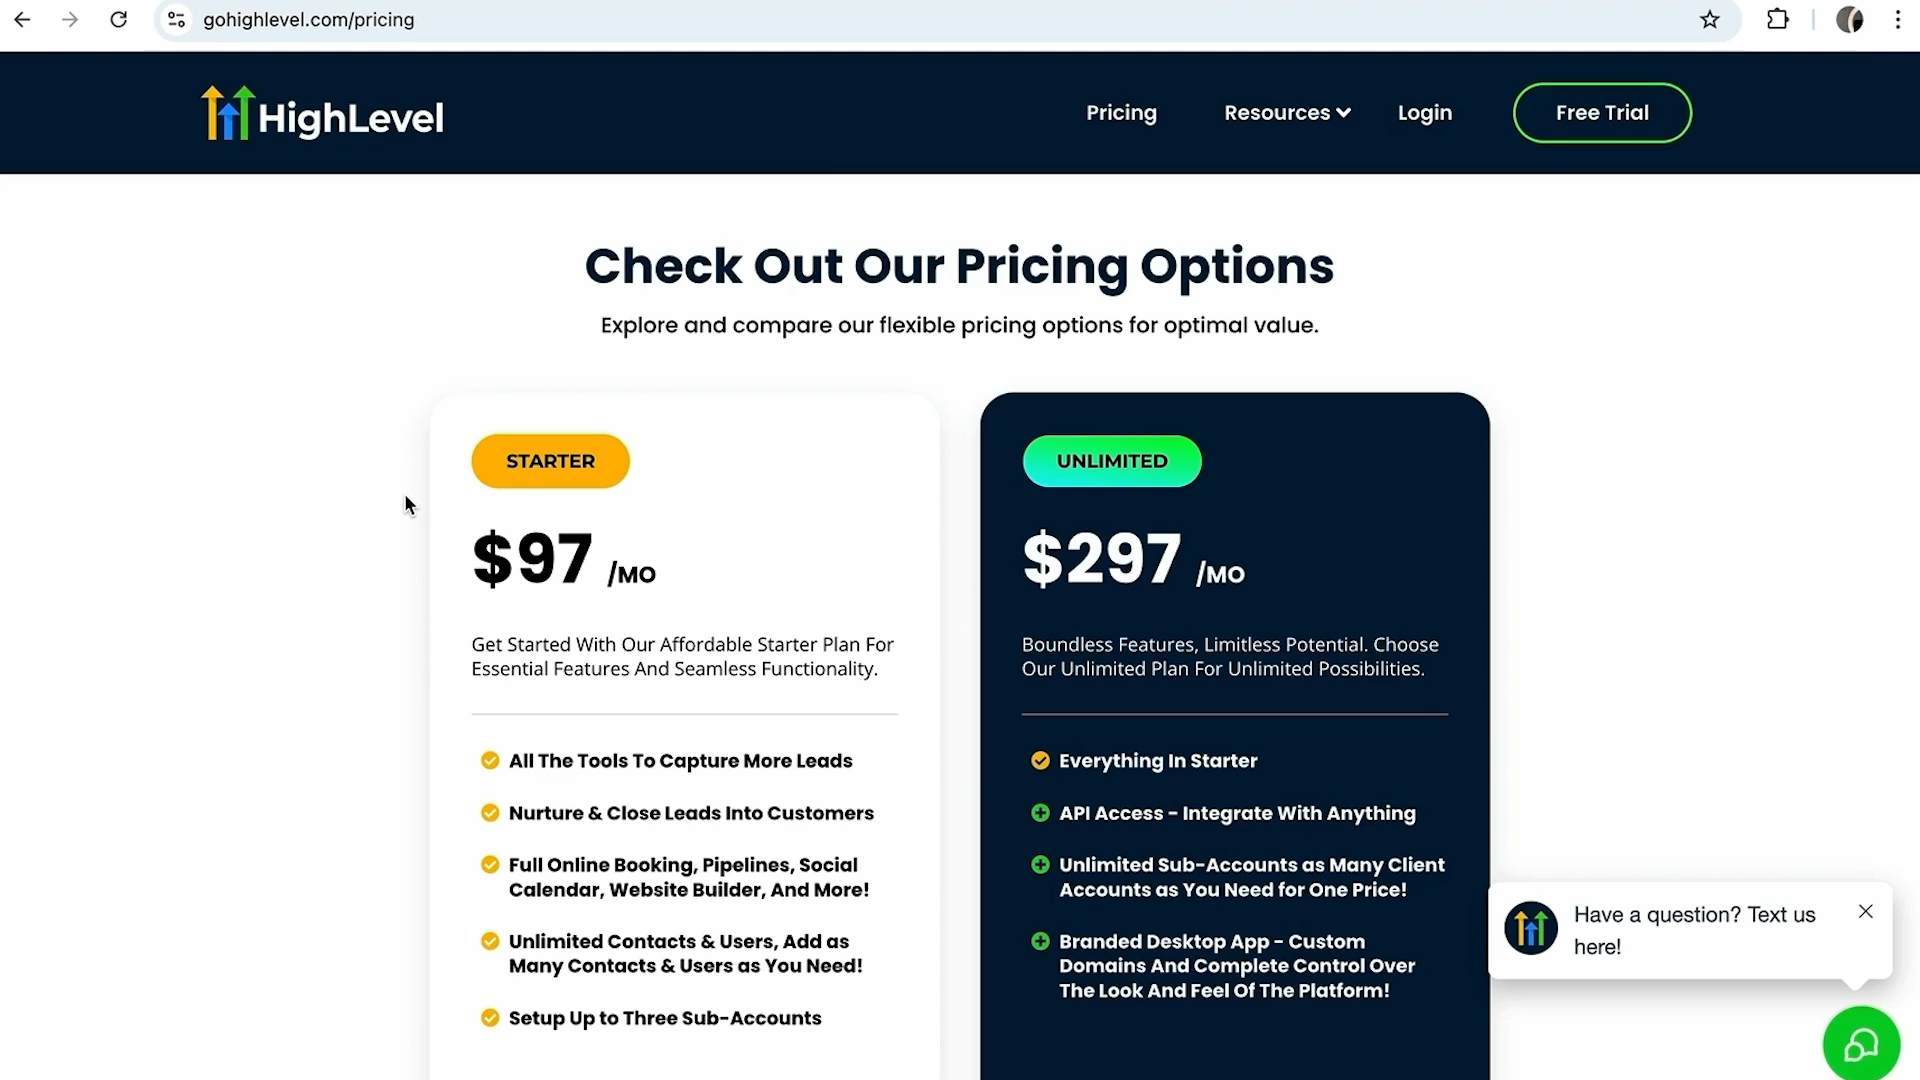 gohighlevel.com/pricing
HighLevel
Pricing
Resources
Login
Free Trial
Check Out Our Pricing Options
Explore and compare our flexible pricing options for optimal value.
STARTER
$97 /MO
Get Started With Our Affordable Starter Plan For
Essential Features And Seamless Functionality.
All The Tools To Capture More Leads
Nurture & Close Leads Into Customers
Full Online Booking, Pipelines, Social
Calendar, Website Builder, And More!
Unlimited Contacts & Users, Add as
Many Contacts & Users as You Need!
Setup Up to Three Sub-Accounts
UNLIMITED
$297 /MO
Boundless Features, Limitless Potential. Choose
Our Unlimited Plan For Unlimited Possibilities.
Everything In Starter
API Access - Integrate With Anything
Unlimited Sub-Accounts as Many Client
Accounts as You Need for One Price!
Branded Desktop App - Custom
Domains And Complete Control Over
The Look And Feel Of The Platform!
Have a question? Text us
here!